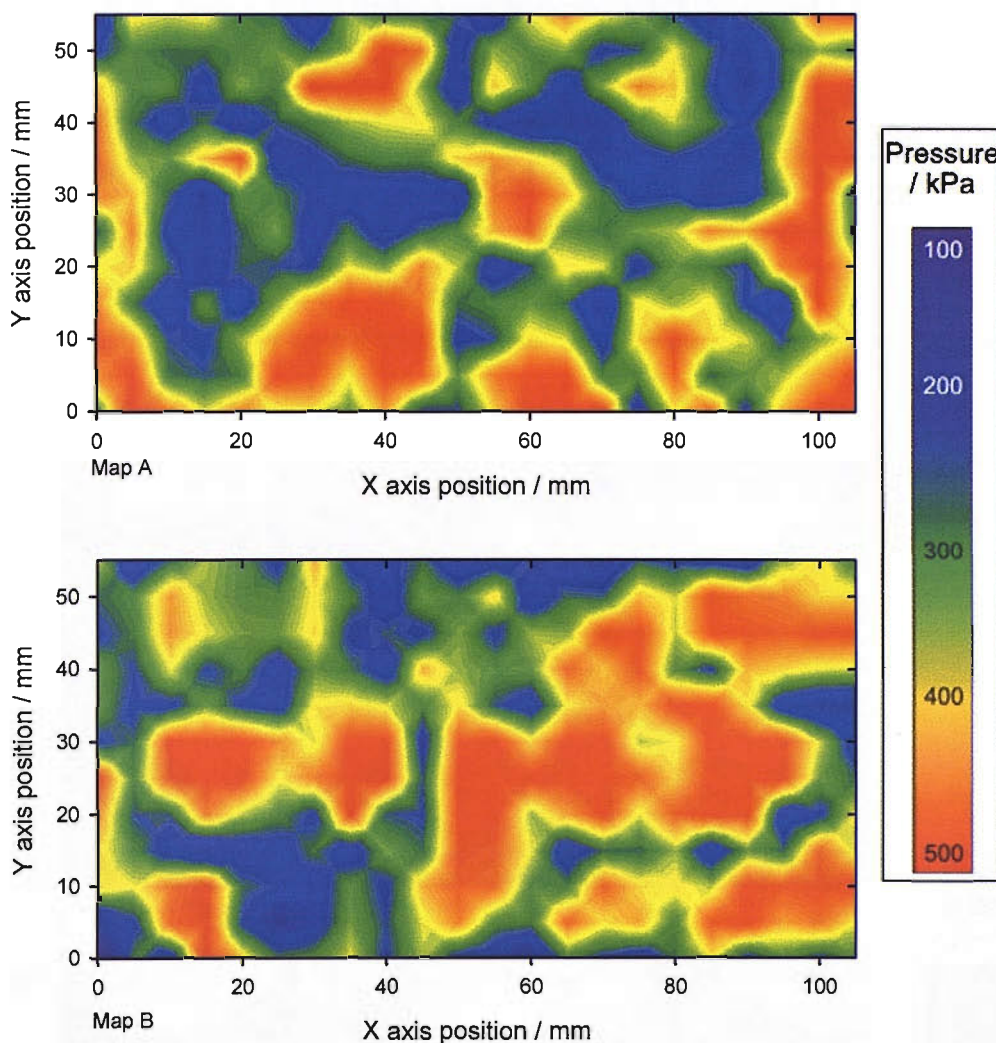 Y axis position / mm
50
40
30
20
10
0
0 20 40 60 80 100
Map A
X axis position / mm
Pressure
/ kPa
100
200
300
400
500
Y axis position / mm
50
40
30
20
10
0
0 20 40 60 80 100
Map B
X axis position / mm